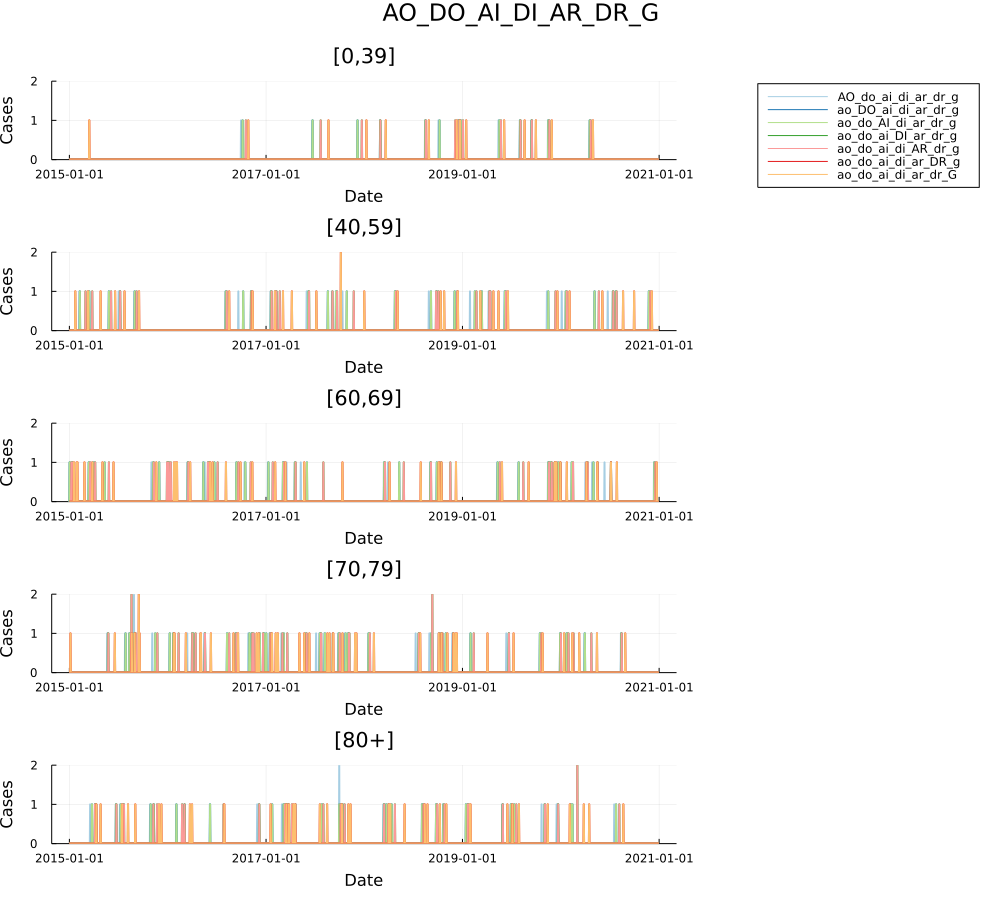 AO_DO_AI_DI_AR_DR_G
[0,39]
2
1
0
Cases
2015-01-01 2017-01-01 2019-01-01 2021-01-01
Date
AO_do_ai_di_ar_dr_g
ao_DO_ai_di_ar_dr_g
ao_do_AI_di_ar_dr_g
ao_do_ai_DI_ar_dr_g
ao_do_ai_di_AR_dr_g
ao_do_ai_di_ar_DR_g
ao_do_ai_di_ar_dr_G
[40,59]
2
1
0
Cases
2015-01-01 2017-01-01 2019-01-01 2021-01-01
Date
[60,69]
2
1
0
Cases
2015-01-01 2017-01-01 2019-01-01 2021-01-01
Date
[70,79]
2
1
0
Cases
2015-01-01 2017-01-01 2019-01-01 2021-01-01
Date
[80+]
2
1
0
Cases
2015-01-01 2017-01-01 2019-01-01 2021-01-01
Date